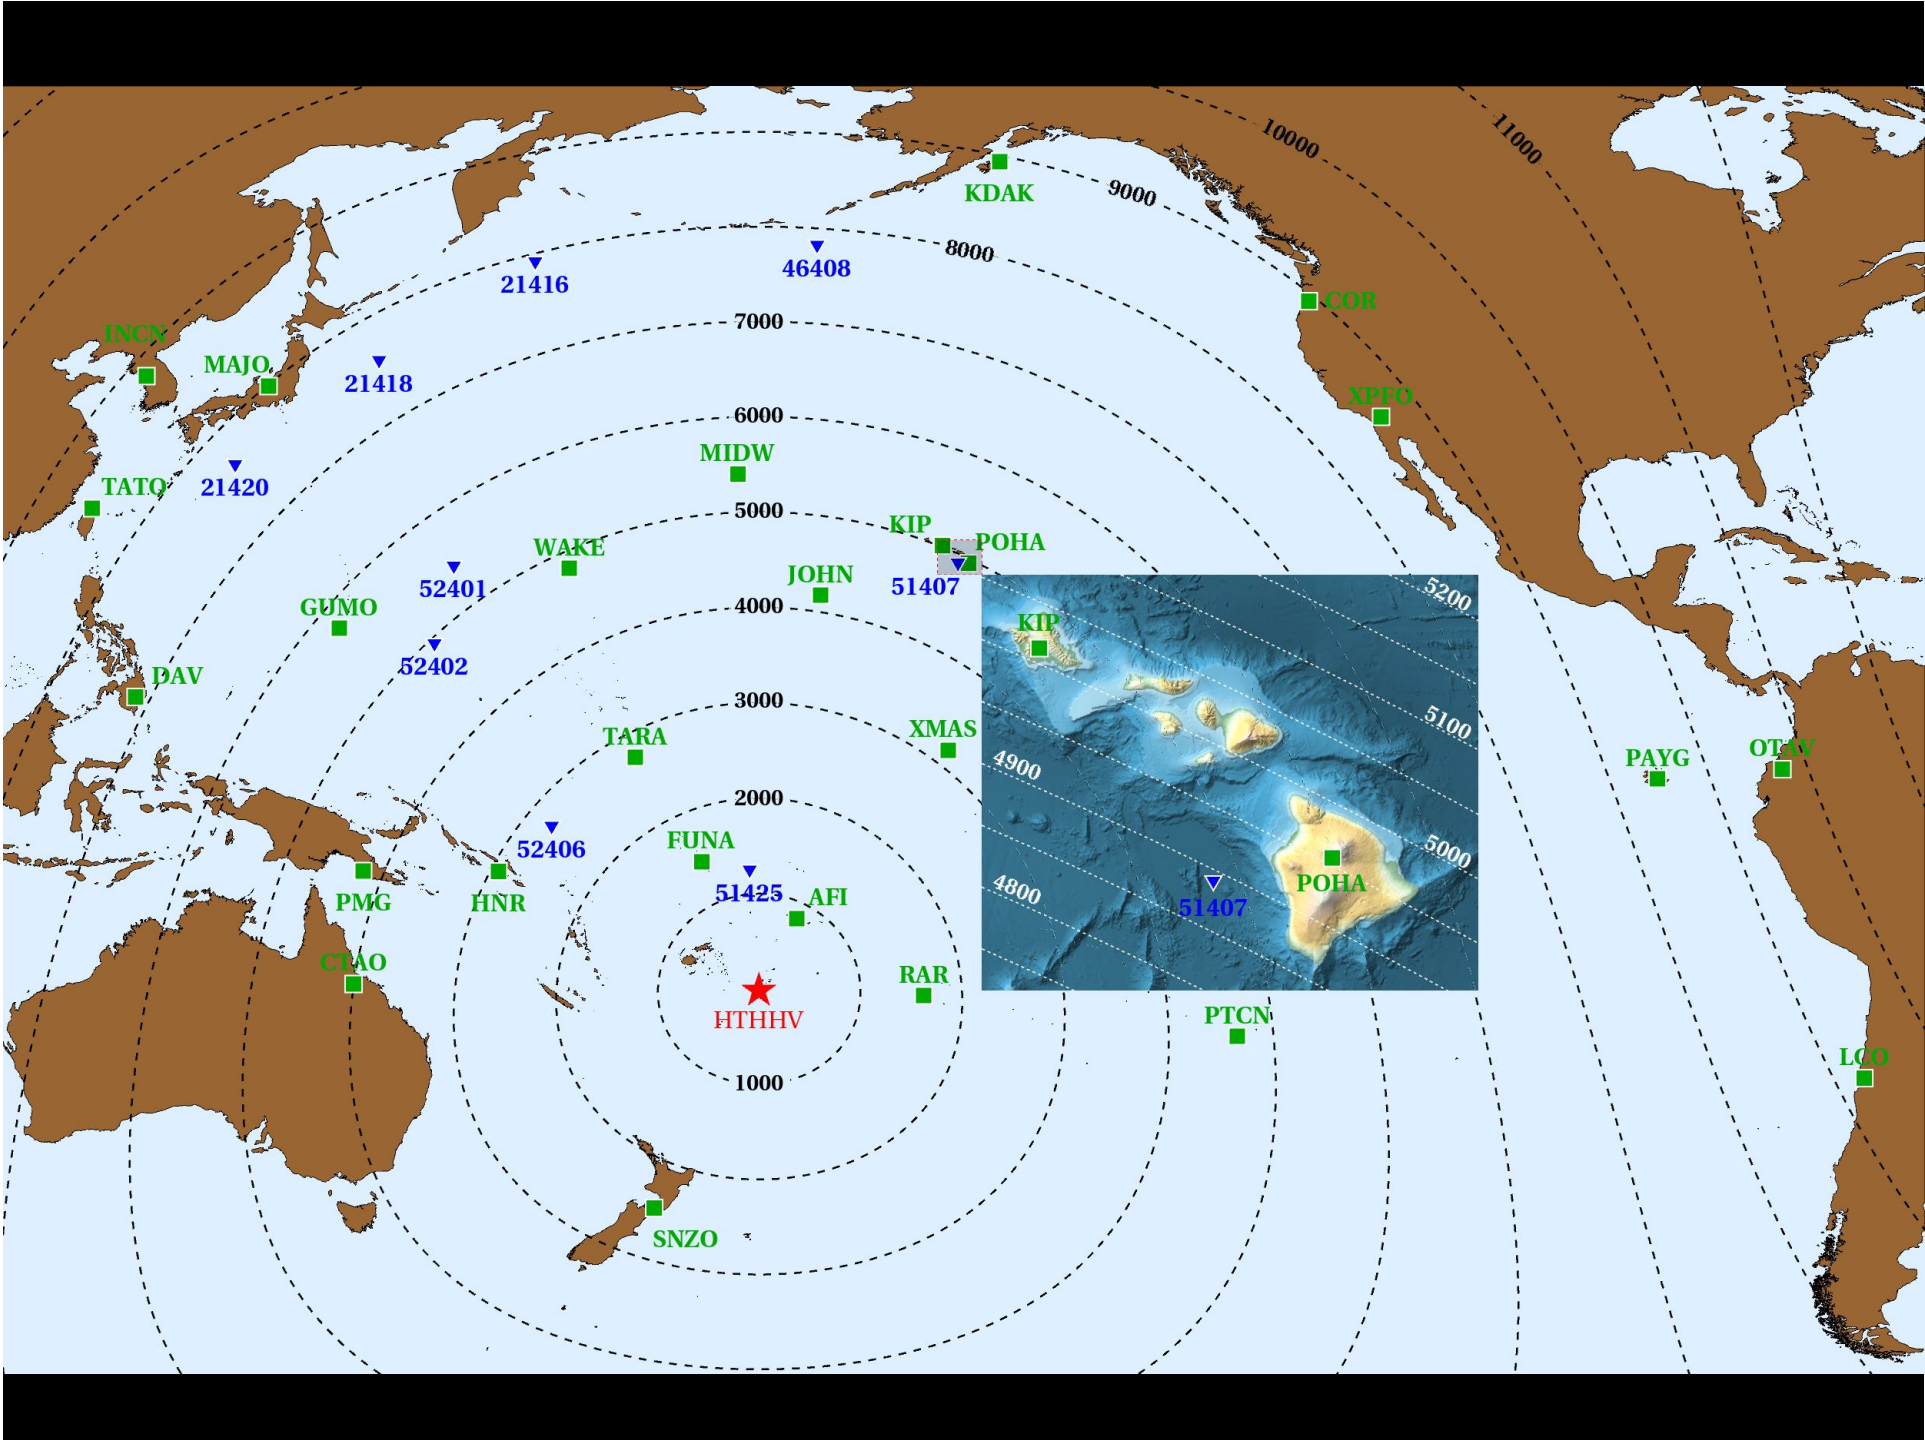 10000
11000
KDAK
9000
8000
21416
46408
COR
7000
INCN
MAJO
21418
XPFO
6000
MIDW
TATO
21420
5000
KIP
POHA
WAKE
JOHN
52401
51407
GUMO
4000
5200
KIP
52402
DAV
3000
5100
TARA
XMAS
4900
PAYG
OTAV
2000
FUNA
52406
5000
POHA
4800
51425
AFI
PMG
HNR
51407
CTAO
RAR
HTHHV
PTCN
LCO
1000
SNZO